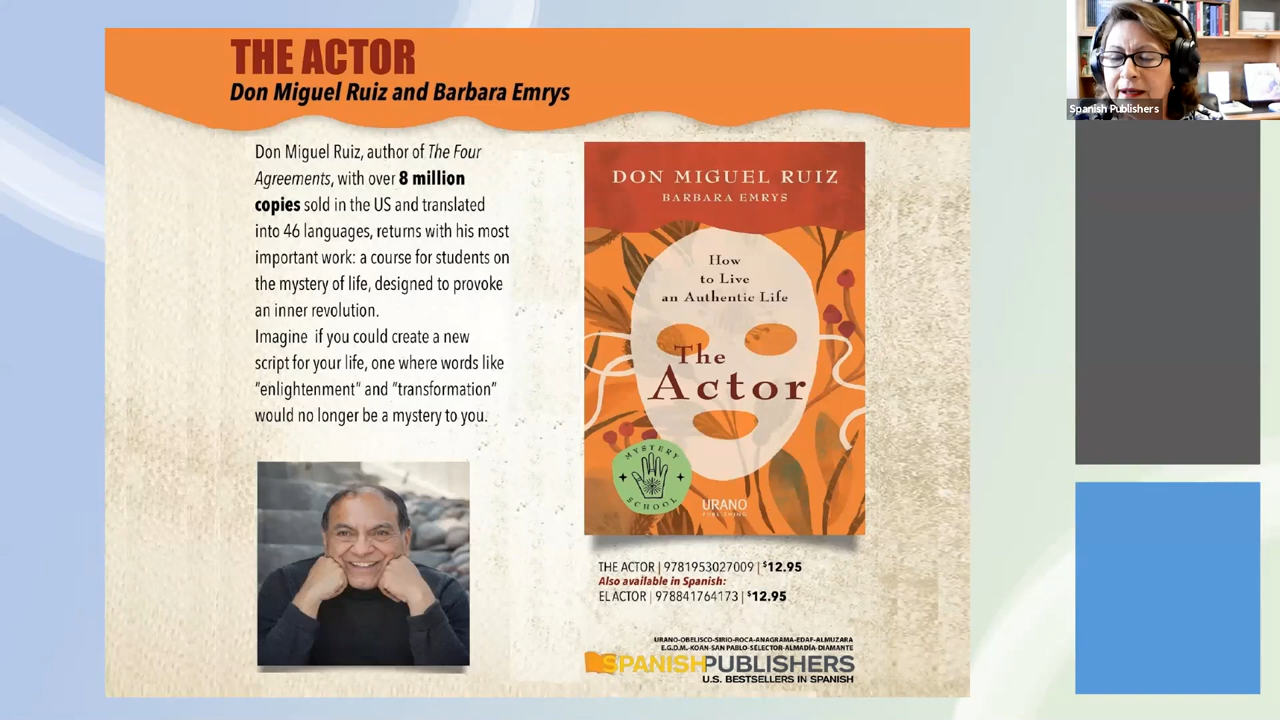 THE ACTOR
Don Miguel Ruiz and Barbara Emrys
Don Miguel Ruiz, author of The Four
Agreements, with over 8 million
copies sold in the US and translated
into 46 languages, returns with his most
important work: a course for students on
the mystery of life, designed to provoke
an inner revolution.
Imagine if you could create a new
script for your life, one where words like
"enlightenment" and "transformation"
would no longer be a mystery to you.
DON MIGUEL RUIZ
BARBARA EMRYS
How
to Live
an Authentic Life
The
Actor
MYSTERY
SCHOOL
URANO
PUBLISHING
THE ACTOR | 9781953027009 | $12.95
Also available in Spanish:
EL ACTOR | 978841764173 | $12.95
URANO-OBELISCO-SIRIO-ROCA-ANAGRAMA-EDAF-ALMUZARA
E.G.D.M.-KOAN-SAN PABLO-SELECTOR-ALMADÍA-DIAMANTE
SPANISHPUBLISHERS
U.S. BESTSELLERS IN SPANISH
Spanish Publishers